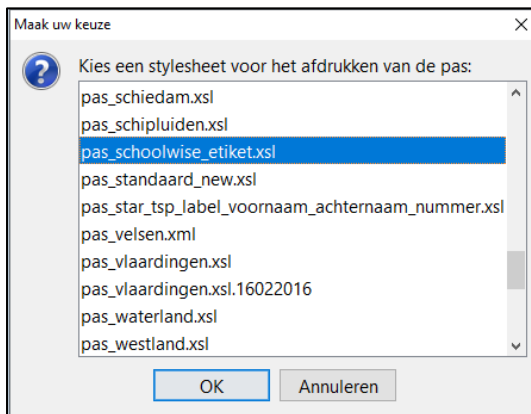 Maak uw keuze
Kies een stylesheet voor het afdrukken van de pas:
pas_schiedam.xsl
pas_schipluiden.xsl
pas_schoolwise_etiket.xsl
pas_standaard_new.xsl
pas_star_tsp_label_voornaam_achternaam_nummer.xsl
pas_velsen.xml
pas_vlaardingen.xsl
pas_vlaardingen.xsl.16022016
pas_waterland.xsl
pas_westland.xsl
OK Annuleren